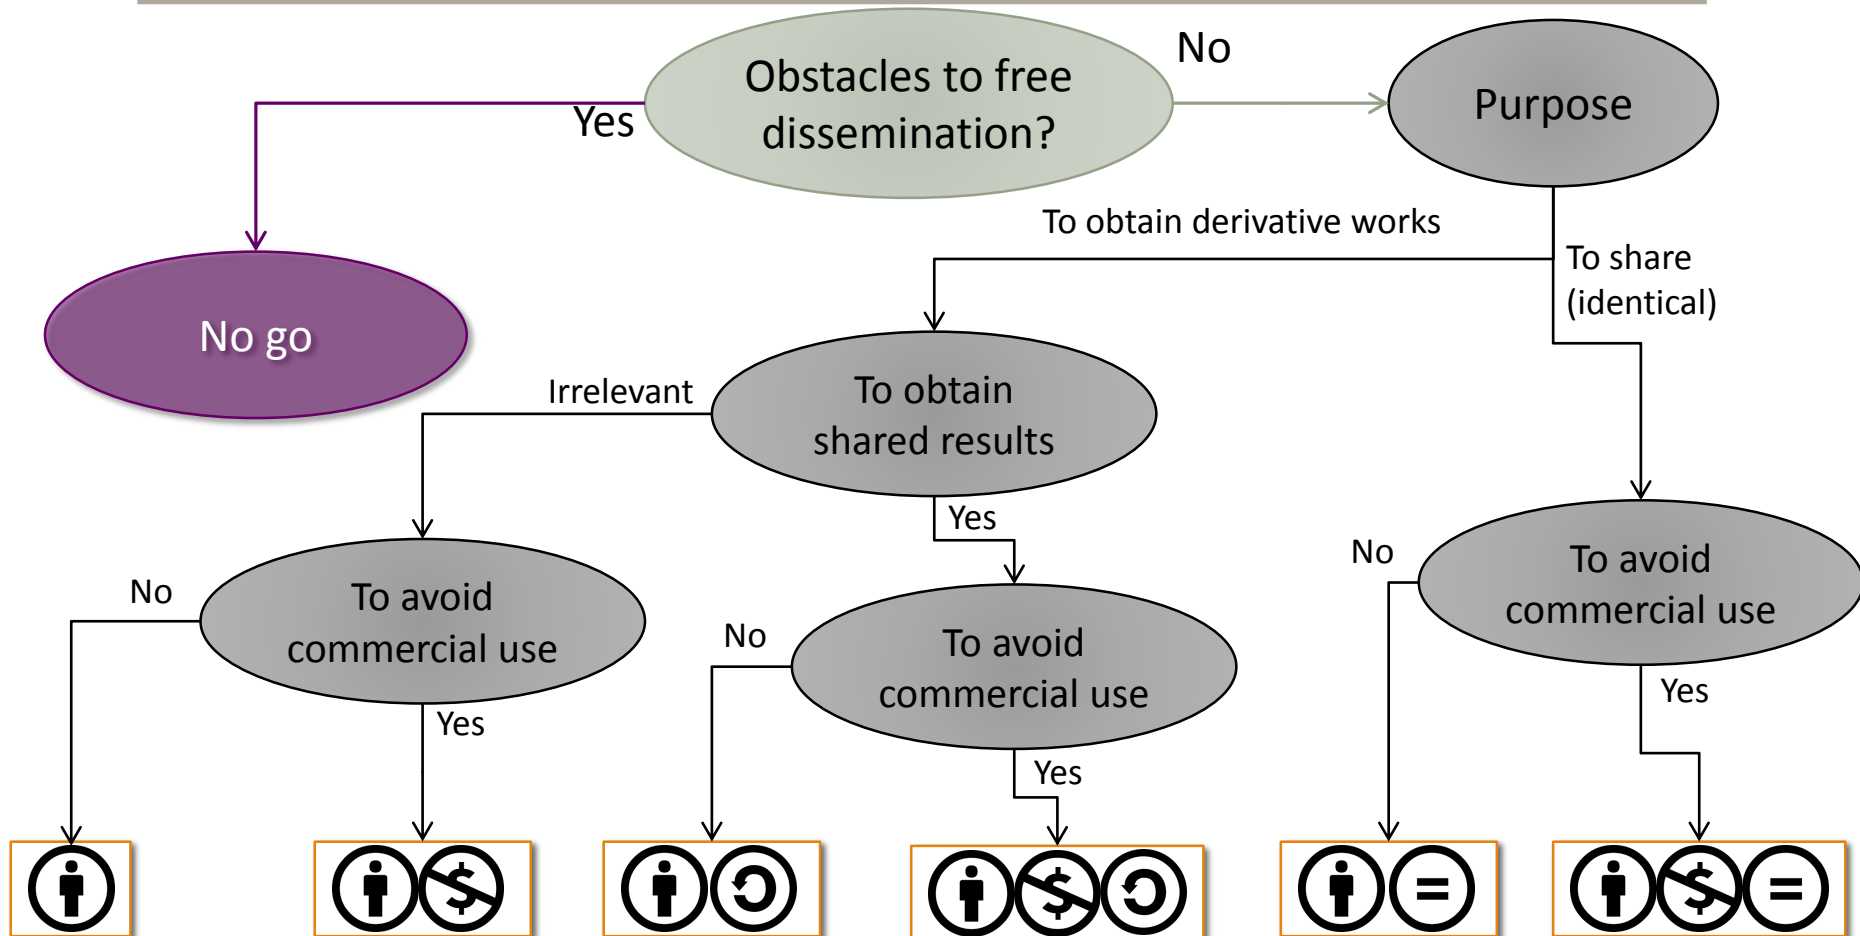 Obstacles to free
dissemination?
No
Yes
Purpose
To obtain derivative works
To share
(identical)
No go
Irrelevant
To obtain
shared results
Yes
No
To avoid
commercial use
Yes
No
To avoid
commercial use
Yes
No
To avoid
commercial use
Yes
$
$
=
$
=